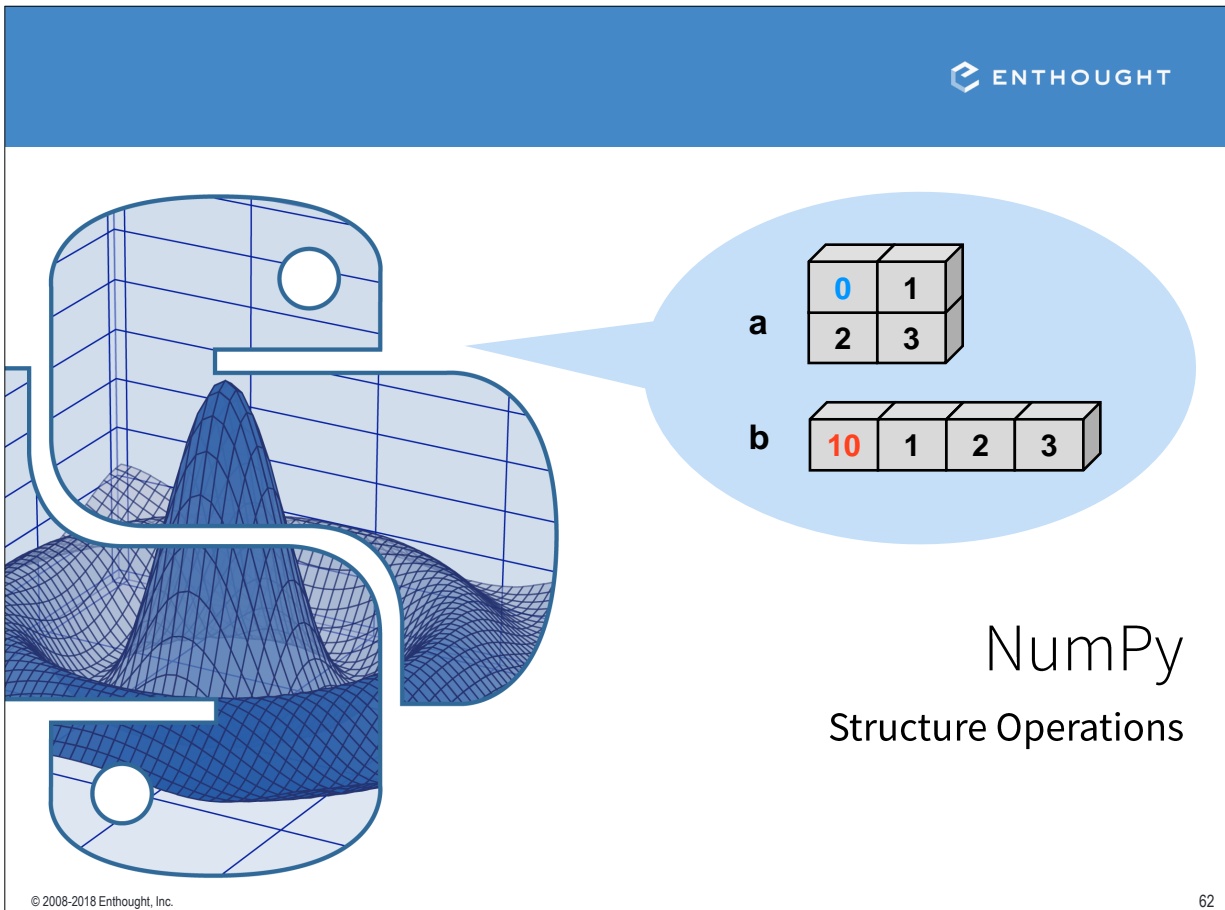 ENTHOUGHT
a
0 1
2 3
b
10 1 2 3
NumPy
Structure Operations
© 2008-2018 Enthought, Inc.
62